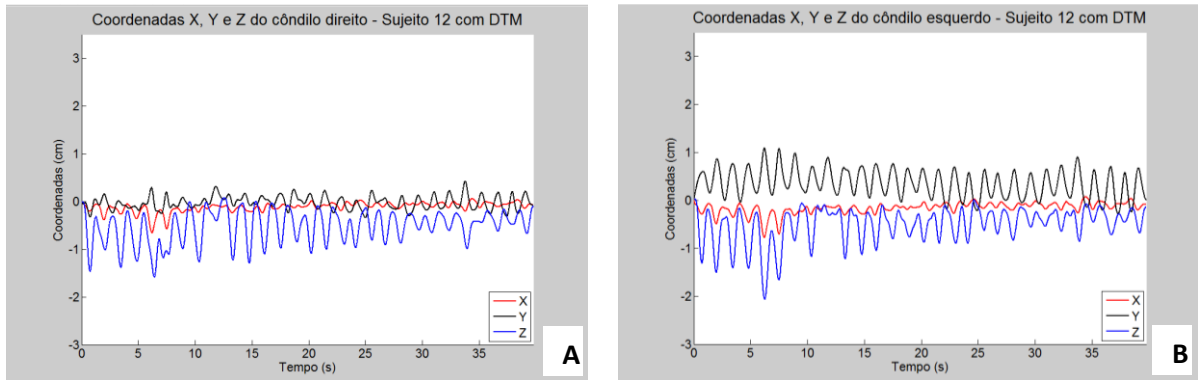 Coordenadas X, Y e Z do côndilo direito - Sujeito 12 com DTM
3
2
1
0
-1
-2
-3
Coordenadas (cm)
0 5 10 15 20 25 30 35
Tempo (s)
X
Y
Z
A
Coordenadas X, Y e Z do côndilo esquerdo - Sujeito 12 com DTM
3
2
1
0
-1
-2
-3
Coordenadas (cm)
0 5 10 15 20 25 30 35
Tempo (s)
X
Y
Z
B